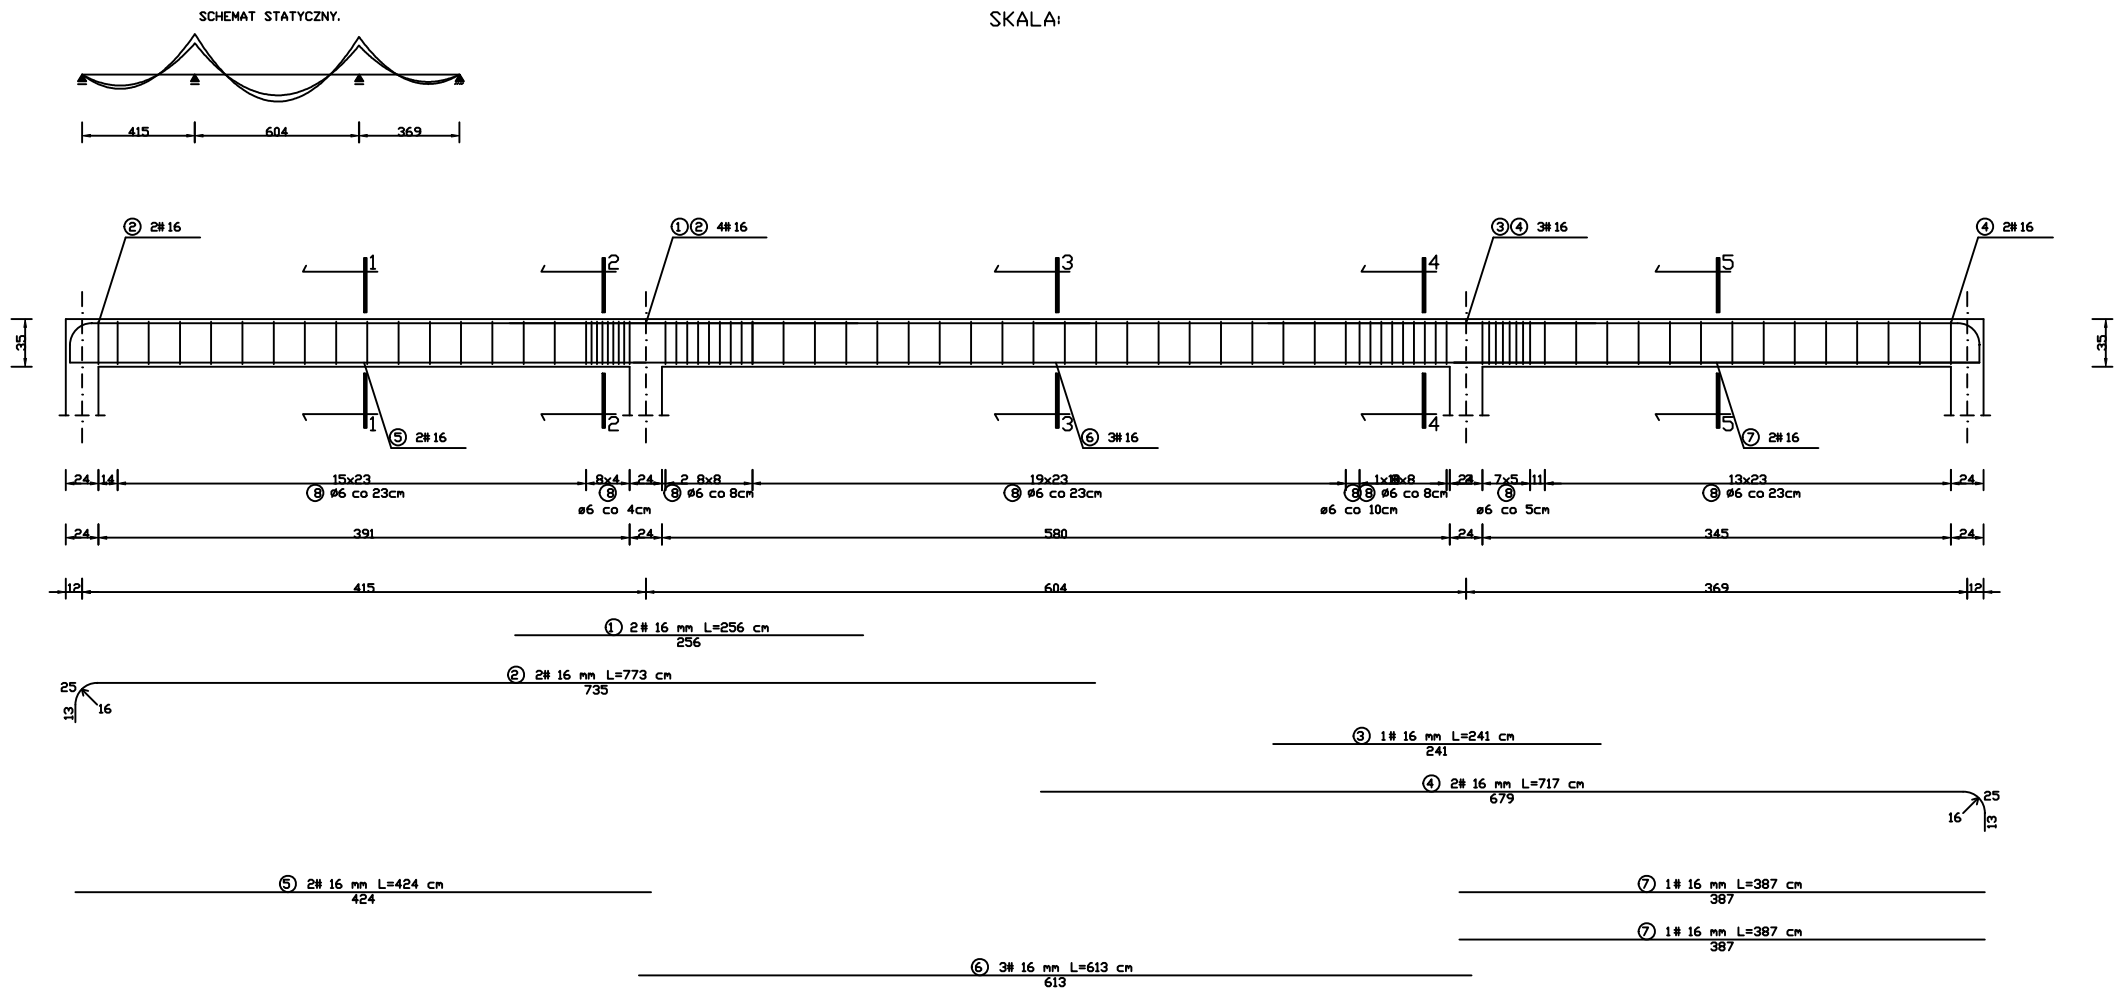 SCHEMAT STATYCZNY.
SKALA:
415 604 369
2 2#16
1 2 4#16
3 4 3#16
4 2#16
1 2 3 4 5
35 35
1 2 3 4 5
5 2#16
6 3#16
7 2#16
24 14 15x23 8x4 24 2 8x8 19x23 7x5 11 13x23 24
8 ø6 co 23cm
8
8 ø6 co 8cm
8 ø6 co 23cm
8 8 ø6 co 8cm
8
8 ø6 co 23cm
ø6 co 4cm
ø6 co 10cm
ø6 co 5cm
24 391 24 580 24 345 24
12 415 604 369 12
1 2# 16 mm L=256 cm
256
2 2# 16 mm L=773 cm
735
25
13
16
3 1# 16 mm L=241 cm
241
4 2# 16 mm L=717 cm
679
25
16
13
5 2# 16 mm L=424 cm
424
7 1# 16 mm L=387 cm
387
7 1# 16 mm L=387 cm
387
6 3# 16 mm L=613 cm
613